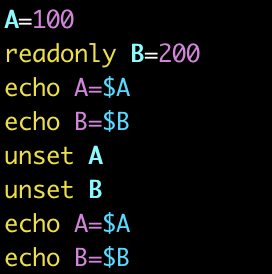 A=100
readonly B=200
echo A=$A
echo B=$B
unset A
unset B
echo A=$A
echo B=$B